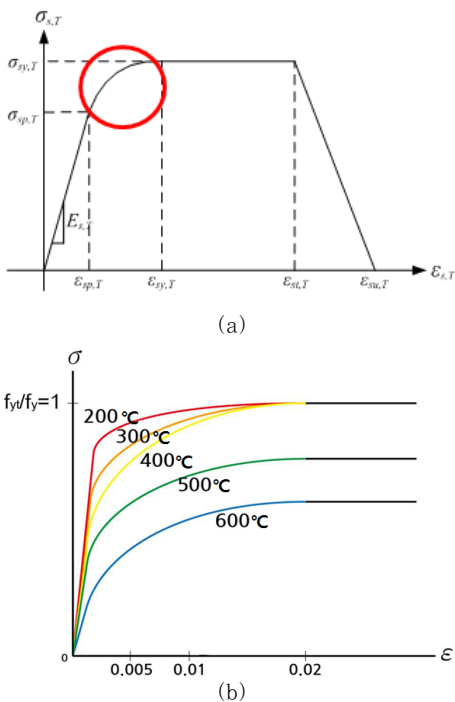 σs,T
σsy,T
σsp,T
Es,T
εsp,T
εsy,T
εst,T
εsu,T
εs,T
(a)
σ
fyt/fy=1
200℃
300℃
400℃
500℃
600℃
0
0.005
0.01
0.02
ε
(b)